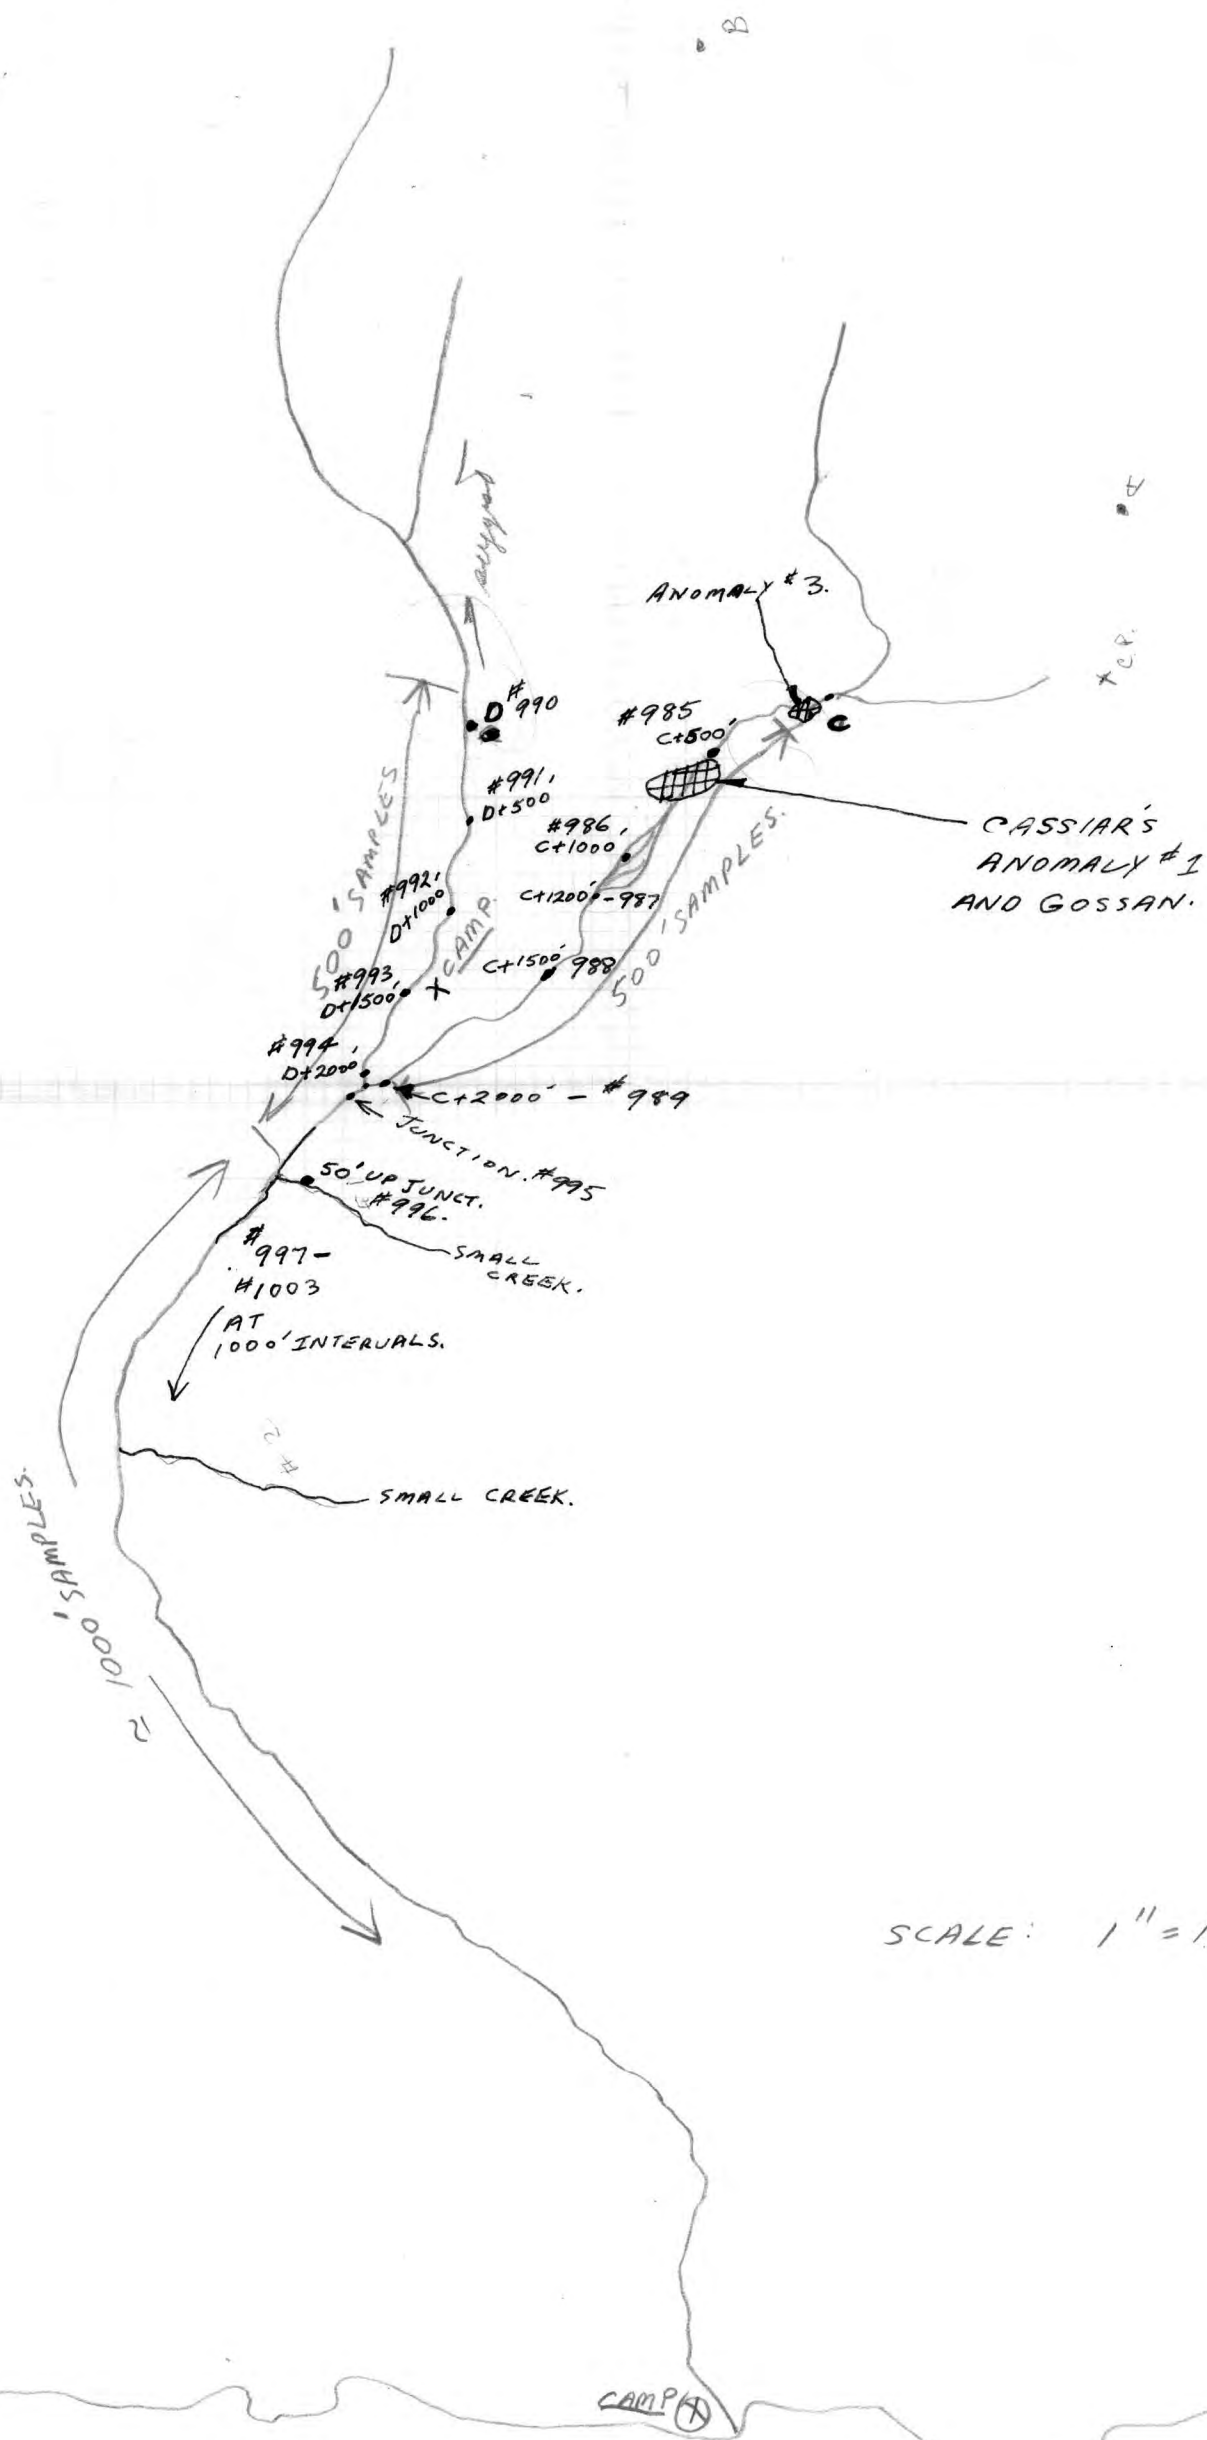 B
A
ANOMALY #3.
C.P.
D #990
#985
C+500'
C
#991,
D+500
500' SAMPLES
#986,
C+1000
CASSIAR'S
ANOMALY #1
AND GOSSAN.
#992,
D+1000
C+1200' - 987
CAMP.
500' SAMPLES.
C+1500' 988
#993,
D+1500'
#994,
D+2000
C+2000' - #989
JUNCTION. #995
50' UP JUNCT.
#996.
#
997-
#1003
AT
1000' INTERVALS.
SMALL
CREEK.
#2
SMALL CREEK.
≈ 1000' SAMPLES.
SCALE: 1" = 1
CAMP